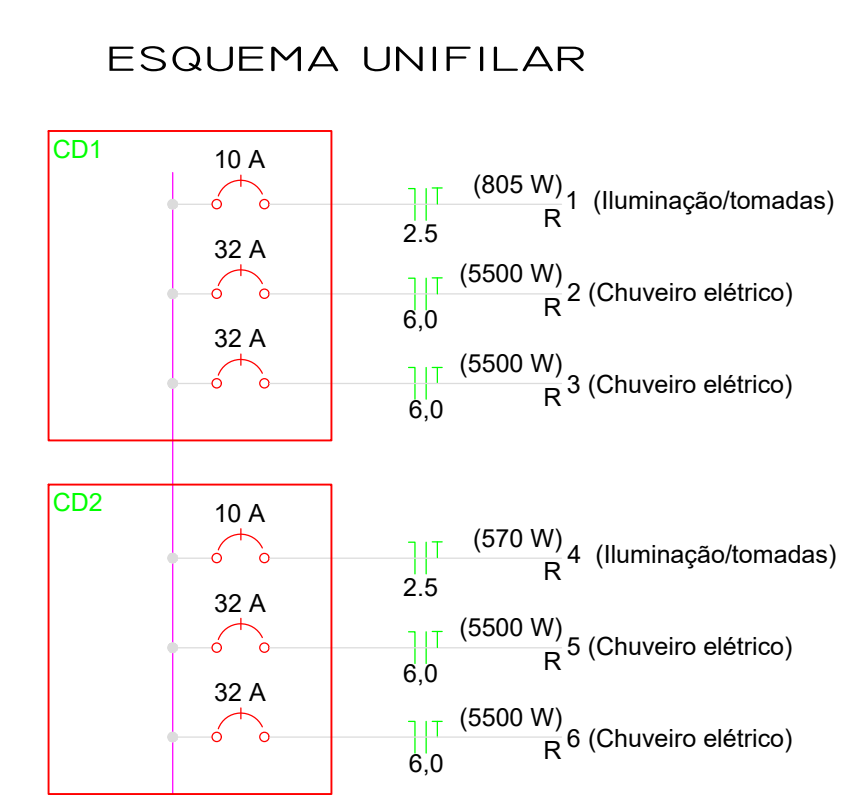 ESQUEMA UNIFILAR
CD1
10 A
(805 W)
1 (Iluminação/tomadas)
R
2.5
32 A
(5500 W)
2 (Chuveiro elétrico)
R
6,0
32 A
(5500 W)
3 (Chuveiro elétrico)
R
6,0
CD2
10 A
(570 W)
4 (Iluminação/tomadas)
R
2.5
32 A
(5500 W)
5 (Chuveiro elétrico)
R
6,0
32 A
(5500 W)
6 (Chuveiro elétrico)
R
6,0